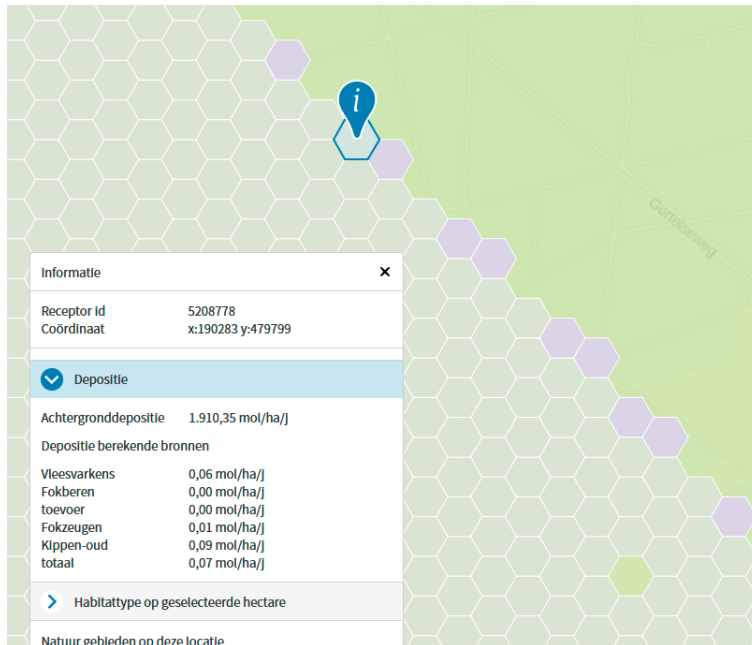 i
Gortelseweg
Informatie
Receptor id 5208778
Coördinaat x:190283 y:479799
Depositie
Achtergronddepositie 1.910,35 mol/ha/j
Depositie berekende bronnen
Vleesvarkens 0,06 mol/ha/j
Fokberen 0,00 mol/ha/j
toevoer 0,00 mol/ha/j
Fokzeugen 0,01 mol/ha/j
Kippen-oud 0,09 mol/ha/j
totaal 0,07 mol/ha/j
Habitattype op geselecteerde hectare
Natuur gebieden op deze locatie